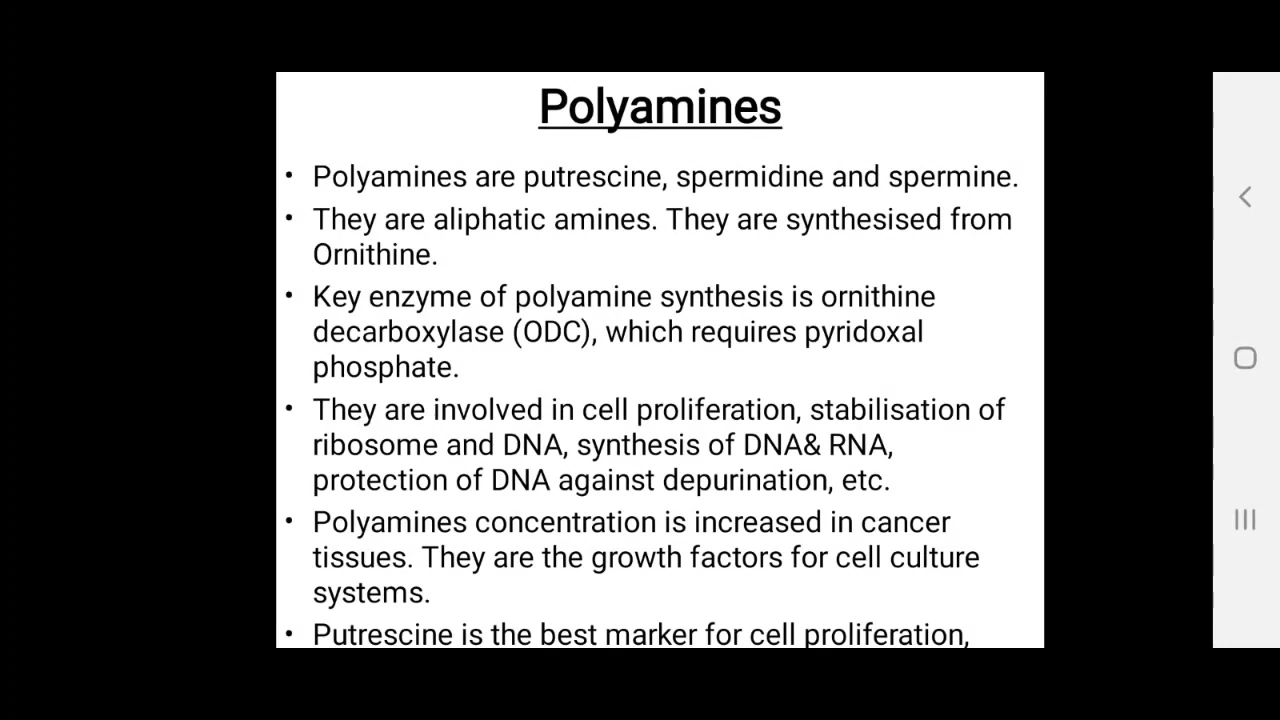 Polyamines
• Polyamines are putrescine, spermidine and spermine.
• They are aliphatic amines. They are synthesised from
Ornithine.
• Key enzyme of polyamine synthesis is ornithine
decarboxylase (ODC), which requires pyridoxal
phosphate.
• They are involved in cell proliferation, stabilisation of
ribosome and DNA, synthesis of DNA& RNA,
protection of DNA against depurination, etc.
• Polyamines concentration is increased in cancer
tissues. They are the growth factors for cell culture
systems.
• Putrescine is the best marker for cell proliferation,